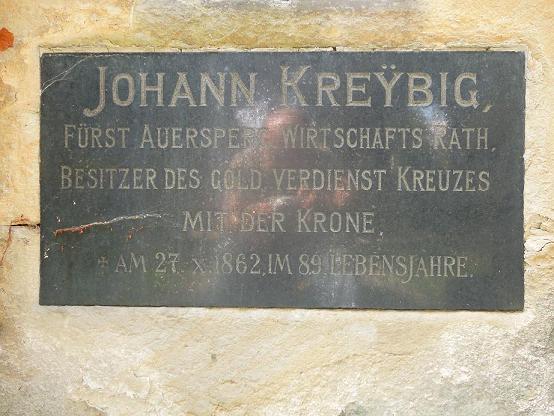 JOHANN KREŸBIG,
FÜRST AUERSPERG. WIRTSCHAFTS RATH,
BESITZER DES GOLD. VERDIENST KREUZES
MIT DER KRONE,
✝ AM 27. X. 1862, IM 89. LEBENSJAHRE.